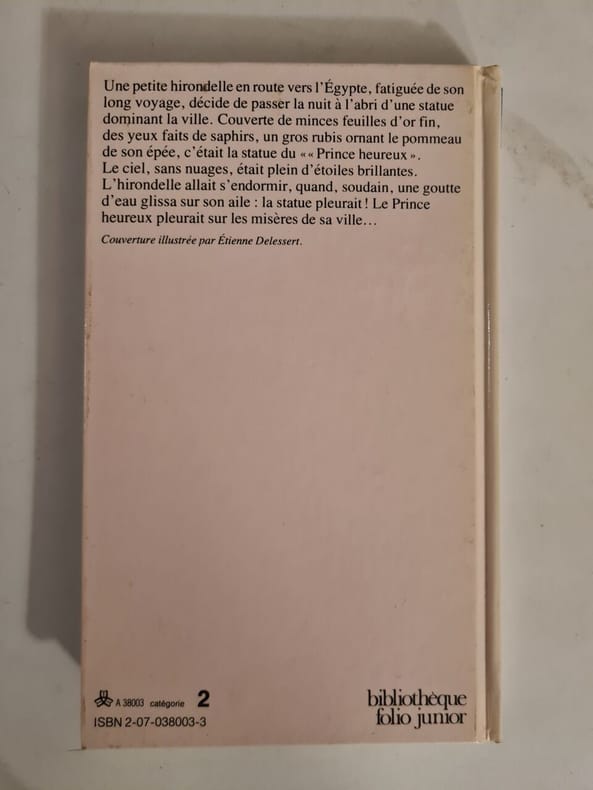 Une petite hirondelle en route vers l'Égypte, fatiguée de son
long voyage, décide de passer la nuit à l'abri d'une statue
dominant la ville. Couverte de minces feuilles d'or fin,
des yeux faits de saphirs, un gros rubis ornant le pommeau
de son épée, c'était la statue du «« Prince heureux ».
Le ciel, sans nuages, était plein d'étoiles brillantes.
L'hirondelle allait s'endormir, quand, soudain, une goutte
d'eau glissa sur son aile : la statue pleurait ! Le Prince
heureux pleurait sur les misères de sa ville...
Couverture illustrée par Étienne Delessert.
A 38003 catégorie 2
ISBN 2-07-038003-3
bibliothèque
folio junior